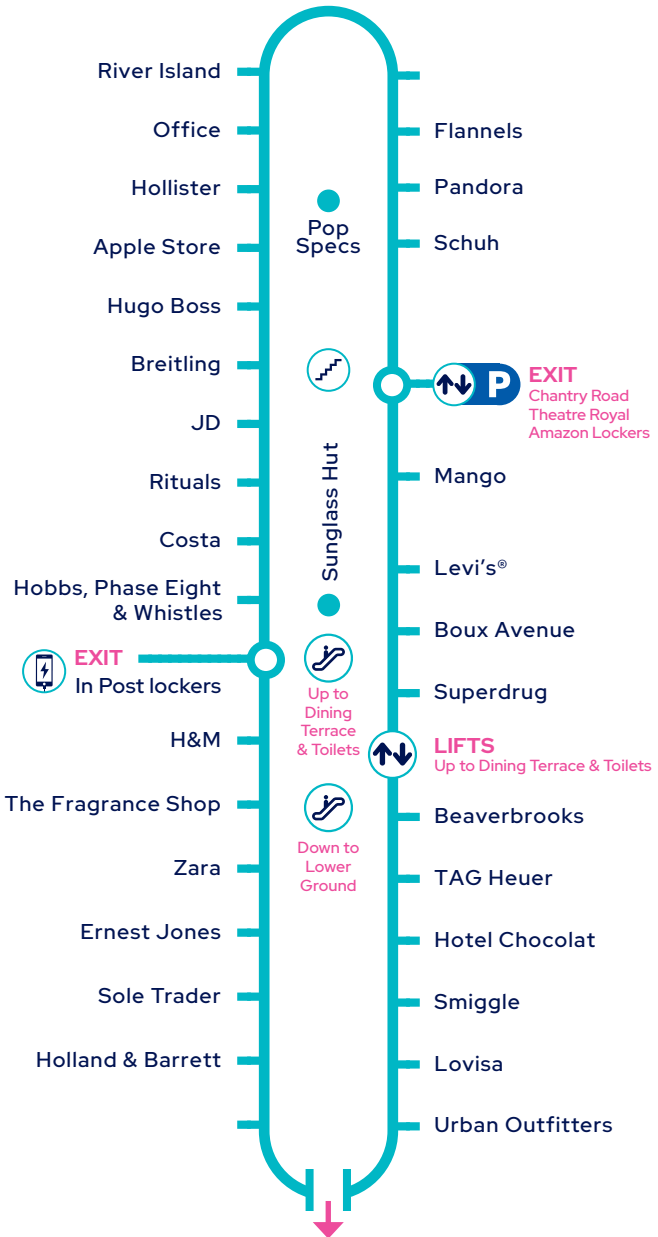 River Island
Office
Hollister
Apple Store
Hugo Boss
Breitling
JD
Rituals
Costa
Hobbs, Phase Eight
& Whistles
EXIT
In Post lockers
H&M
The Fragrance Shop
Zara
Ernest Jones
Sole Trader
Holland & Barrett
Pop
Specs
Sunglass Hut
Up to
Dining
Terrace
& Toilets
Down to
Lower
Ground
Flannels
Pandora
Schuh
P
EXIT
Chantry Road
Theatre Royal
Amazon Lockers
Mango
Levi's®
Boux Avenue
Superdrug
LIFTS
Up to Dining Terrace & Toilets
Beaverbrooks
TAG Heuer
Hotel Chocolat
Smiggle
Lovisa
Urban Outfitters